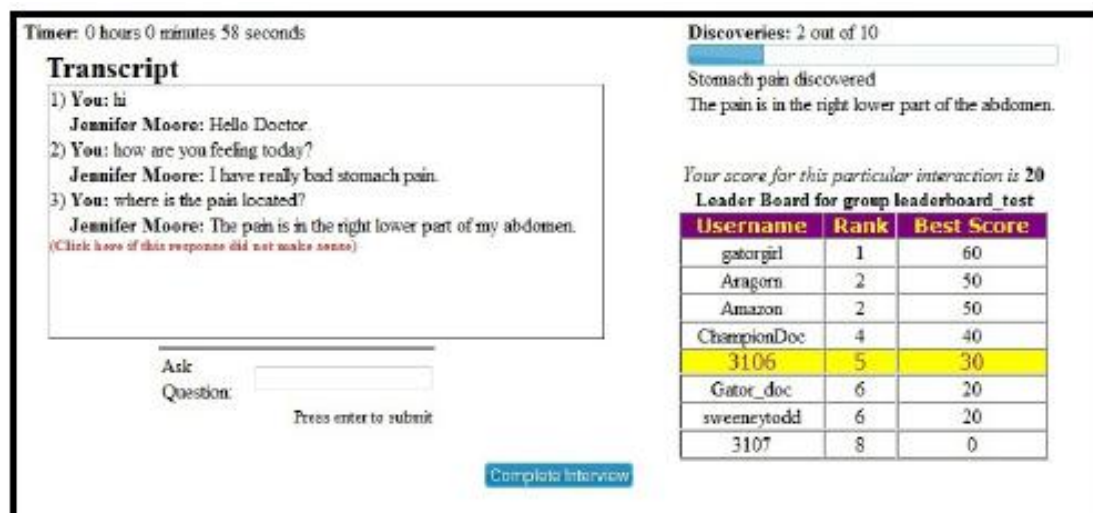 Timer: 0 hours 0 minutes 58 seconds
Transcript
1) You: hi
Jennifer Moore: Hello Doctor.
2) You: how are you feeling today?
Jennifer Moore: I have really bad stomach pain.
3) You: where is the pain located?
Jennifer Moore: The pain is in the right lower part of my abdomen.
(Click here if this response did not make sense)
Ask
Question:
Press enter to submit
Complete Interview
Discoveries: 2 out of 10
Stomach pain discovered
The pain is in the right lower part of the abdomen.
Your score for this particular interaction is 20
Leader Board for group leaderboard_test
Username Rank Best Score
gatorgirl 1 60
Aragorn 2 50
Amazon 2 50
ChampionDoc 4 40
3106 5 30
Gator_doc 6 20
sweeneytodd 6 20
3107 8 0